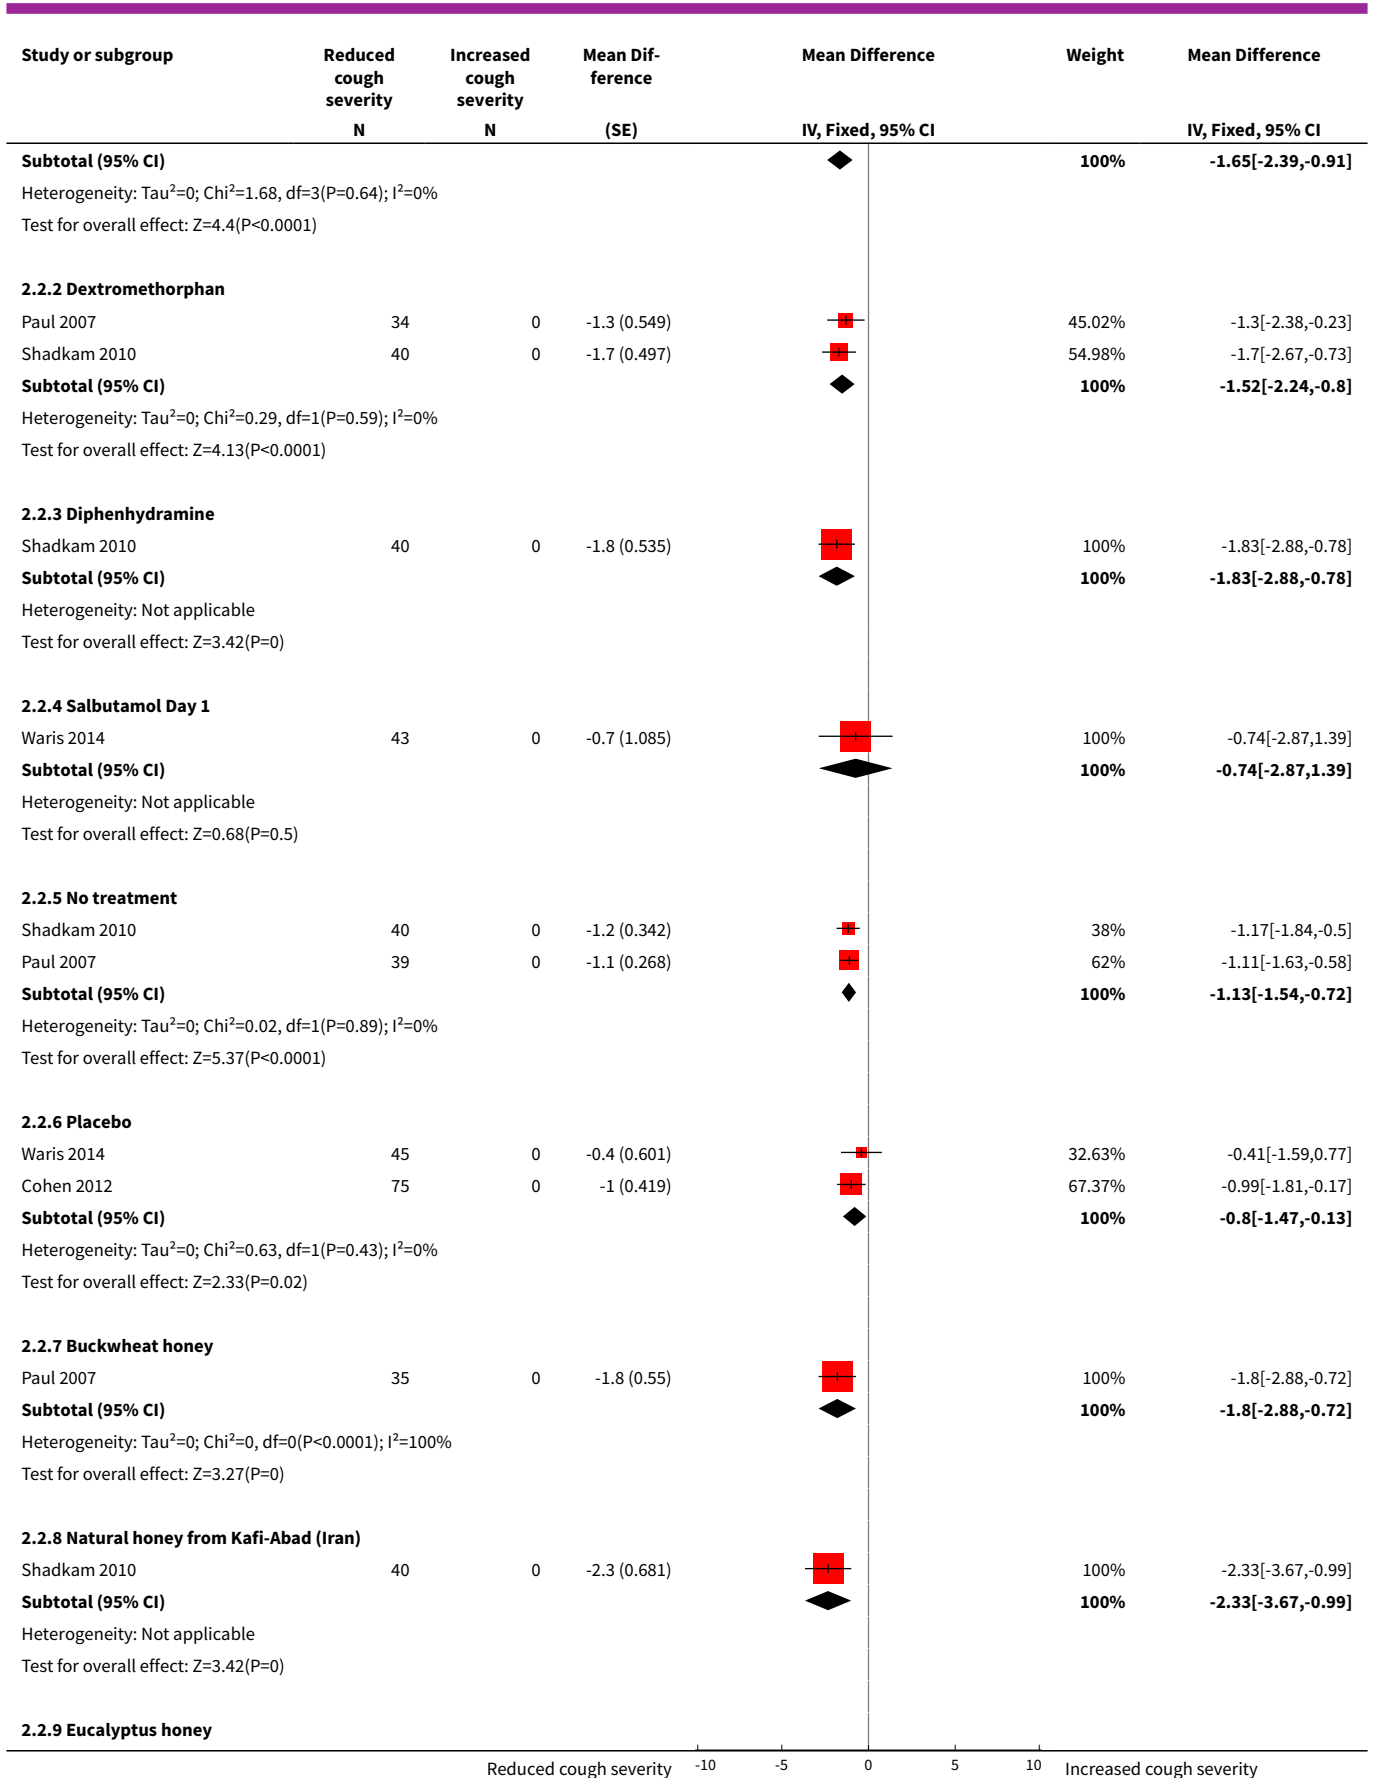 Study or subgroup Reduced cough severity Increased cough severity Mean Dif-ference Mean Difference Weight Mean Difference
N N (SE) IV, Fixed, 95% CI IV, Fixed, 95% CI
Subtotal (95% CI) 100% -1.65[-2.39,-0.91]
Heterogeneity: Tau²=0; Chi²=1.68, df=3(P=0.64); I²=0%
Test for overall effect: Z=4.4(P<0.0001)
2.2.2 Dextromethorphan
Paul 2007 34 0 -1.3 (0.549) 45.02% -1.3[-2.38,-0.23]
Shadkam 2010 40 0 -1.7 (0.497) 54.98% -1.7[-2.67,-0.73]
Subtotal (95% CI) 100% -1.52[-2.24,-0.8]
Heterogeneity: Tau²=0; Chi²=0.29, df=1(P=0.59); I²=0%
Test for overall effect: Z=4.13(P<0.0001)
2.2.3 Diphenhydramine
Shadkam 2010 40 0 -1.8 (0.535) 100% -1.83[-2.88,-0.78]
Subtotal (95% CI) 100% -1.83[-2.88,-0.78]
Heterogeneity: Not applicable
Test for overall effect: Z=3.42(P=0)
2.2.4 Salbutamol Day 1
Waris 2014 43 0 -0.7 (1.085) 100% -0.74[-2.87,1.39]
Subtotal (95% CI) 100% -0.74[-2.87,1.39]
Heterogeneity: Not applicable
Test for overall effect: Z=0.68(P=0.5)
2.2.5 No treatment
Shadkam 2010 40 0 -1.2 (0.342) 38% -1.17[-1.84,-0.5]
Paul 2007 39 0 -1.1 (0.268) 62% -1.11[-1.63,-0.58]
Subtotal (95% CI) 100% -1.13[-1.54,-0.72]
Heterogeneity: Tau²=0; Chi²=0.02, df=1(P=0.89); I²=0%
Test for overall effect: Z=5.37(P<0.0001)
2.2.6 Placebo
Waris 2014 45 0 -0.4 (0.601) 32.63% -0.41[-1.59,0.77]
Cohen 2012 75 0 -1 (0.419) 67.37% -0.99[-1.81,-0.17]
Subtotal (95% CI) 100% -0.8[-1.47,-0.13]
Heterogeneity: Tau²=0; Chi²=0.63, df=1(P=0.43); I²=0%
Test for overall effect: Z=2.33(P=0.02)
2.2.7 Buckwheat honey
Paul 2007 35 0 -1.8 (0.55) 100% -1.8[-2.88,-0.72]
Subtotal (95% CI) 100% -1.8[-2.88,-0.72]
Heterogeneity: Tau²=0; Chi²=0, df=0(P<0.0001); I²=100%
Test for overall effect: Z=3.27(P=0)
2.2.8 Natural honey from Kafi-Abad (Iran)
Shadkam 2010 40 0 -2.3 (0.681) 100% -2.33[-3.67,-0.99]
Subtotal (95% CI) 100% -2.33[-3.67,-0.99]
Heterogeneity: Not applicable
Test for overall effect: Z=3.42(P=0)
2.2.9 Eucalyptus honey
Reduced cough severity -10 -5 0 5 10 Increased cough severity